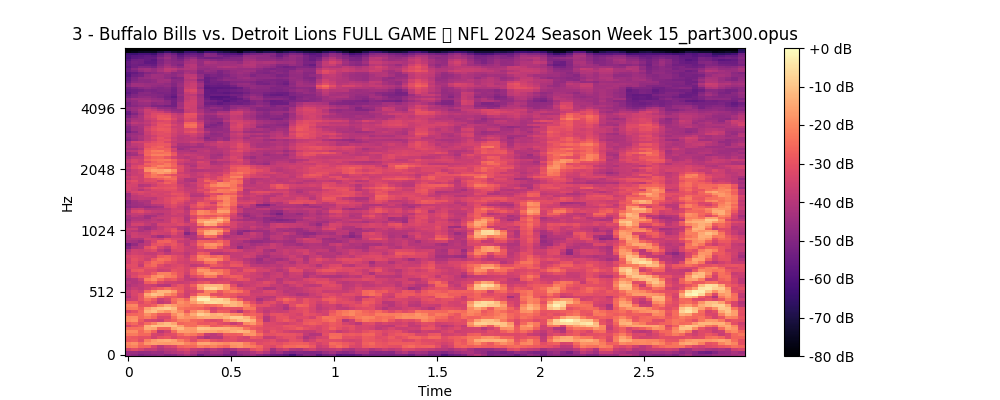 3 - Buffalo Bills vs. Detroit Lions FULL GAME ▯ NFL 2024 Season Week 15_part300.opus
Hz
4096
2048
1024
512
0
0
0.5
1
1.5
2
2.5
Time
+0 dB
-10 dB
-20 dB
-30 dB
-40 dB
-50 dB
-60 dB
-70 dB
-80 dB